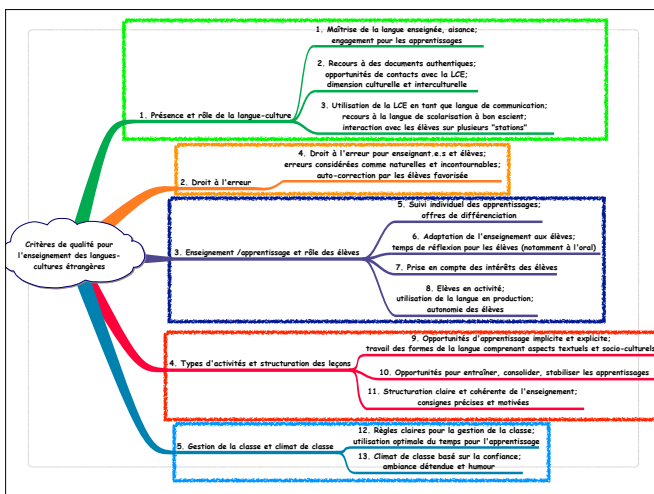 Critères de qualité pour
l'enseignement des langues-
cultures étrangères
1. Présence et rôle de la langue-culture
1. Maîtrise de la langue enseignée, aisance;
engagement pour les apprentissages
2. Recours à des documents authentiques;
opportunités de contacts avec la LCE;
dimension culturelle et interculturelle
3. Utilisation de la LCE en tant que langue de communication;
recours à la langue de scolarisation à bon escient;
interaction avec les élèves sur plusieurs "stations"
2. Droit à l'erreur
4. Droit à l'erreur pour enseignant.e.s et élèves;
erreurs considérées comme naturelles et incontournables;
auto-correction par les élèves favorisée
3. Enseignement /apprentissage et rôle des élèves
5. Suivi individuel des apprentissages;
offres de différenciation
6. Adaptation de l'enseignement aux élèves;
temps de réflexion pour les élèves (notamment à l'oral)
7. Prise en compte des intérêts des élèves
8. Elèves en activité;
utilisation de la langue en production;
autonomie des élèves
4. Types d'activités et structuration des leçons
9. Opportunités d'apprentissage implicite et explicite;
travail des formes de la langue comprenant aspects textuels et socio-culturels
10. Opportunités pour entraîner, consolider, stabiliser les apprentissages
11. Structuration claire et cohérente de l'enseignement;
consignes précises et motivées
5. Gestion de la classe et climat de classe
12. Règles claires pour la gestion de la classe;
utilisation optimale du temps pour l'apprentissage
13. Climat de classe basé sur la confiance;
ambiance détendue et humour